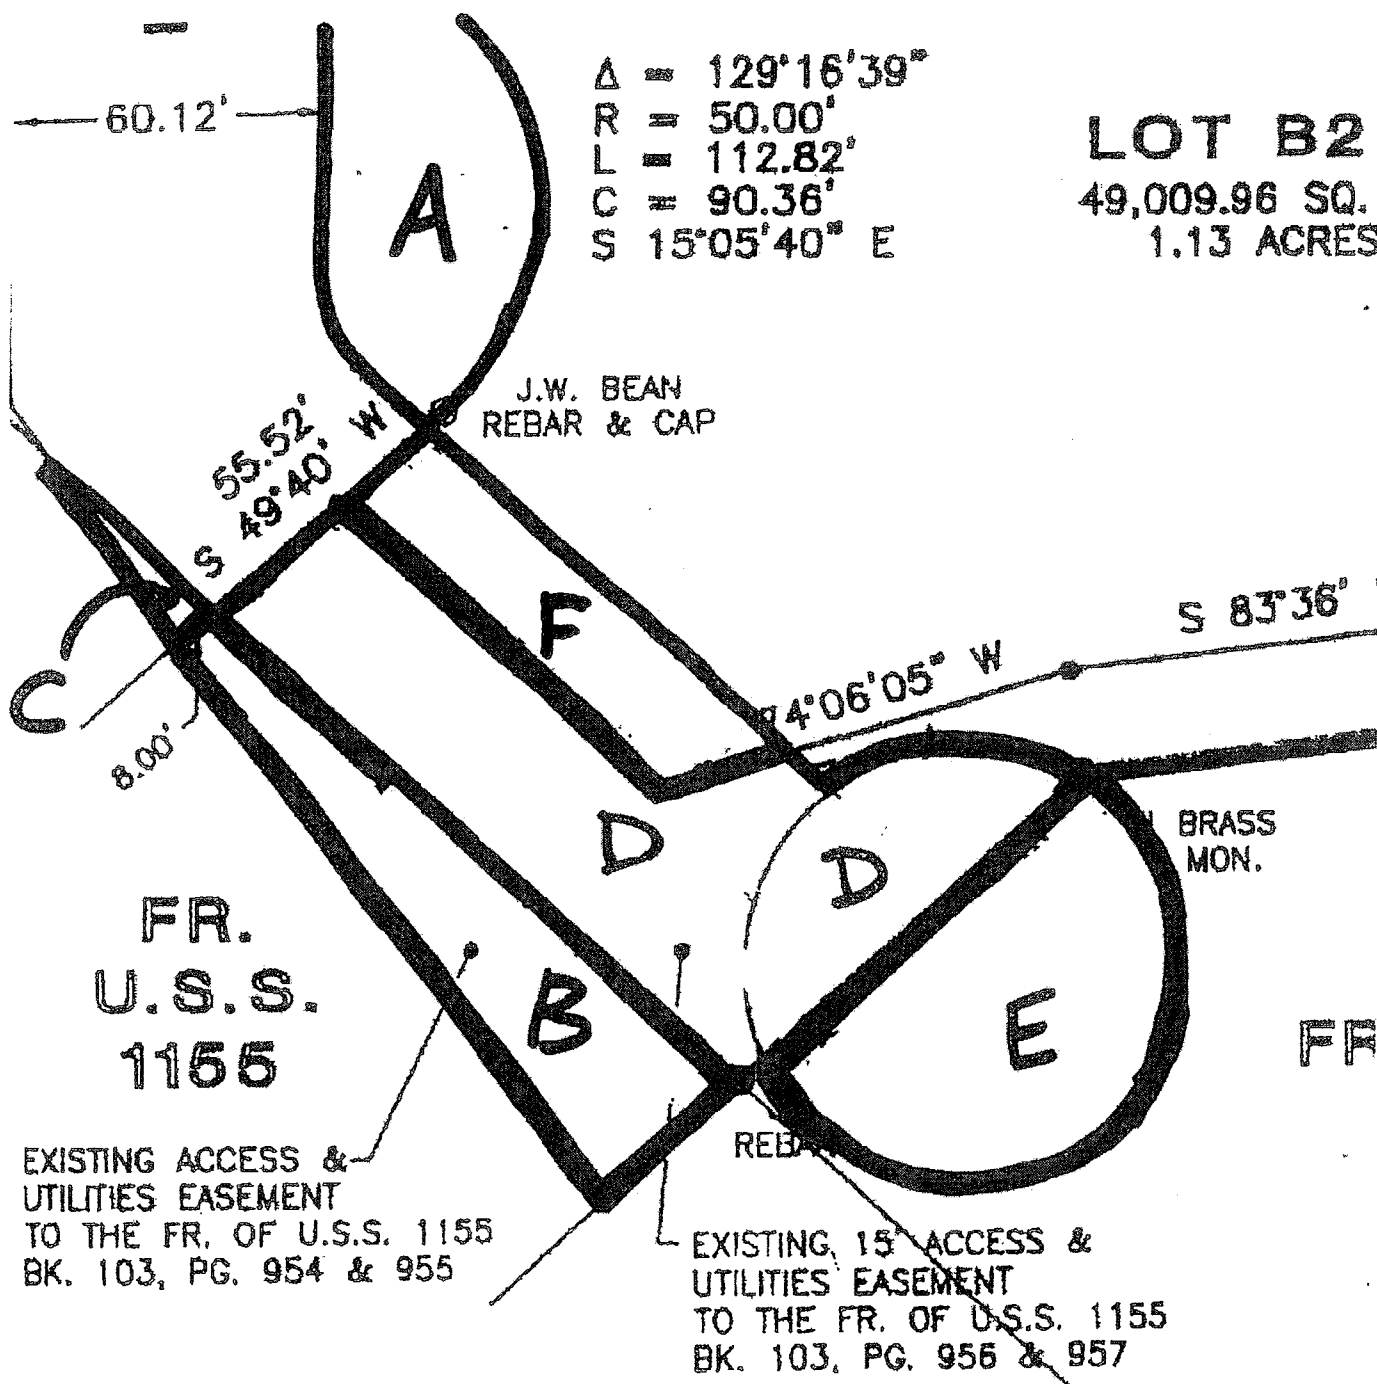 60.12'
Δ = 129°16'39"
R = 50.00'
L = 112.82'
C = 90.36'
S 15°05'40" E
LOT B2
49,009.96 SQ.
1.13 ACRES
A
J.W. BEAN
REBAR & CAP
55.52'
S 49°40' W
F
S 83°36'
4°06'05" W
C
8.00'
D
D
BRASS
MON.
FR.
U.S.S.
1155
B
E
FR
REBAR
EXISTING ACCESS &
UTILITIES EASEMENT
TO THE FR. OF U.S.S. 1155
BK. 103, PG. 954 & 955
EXISTING 15' ACCESS &
UTILITIES EASEMENT
TO THE FR. OF U.S.S. 1155
BK. 103, PG. 956 & 957